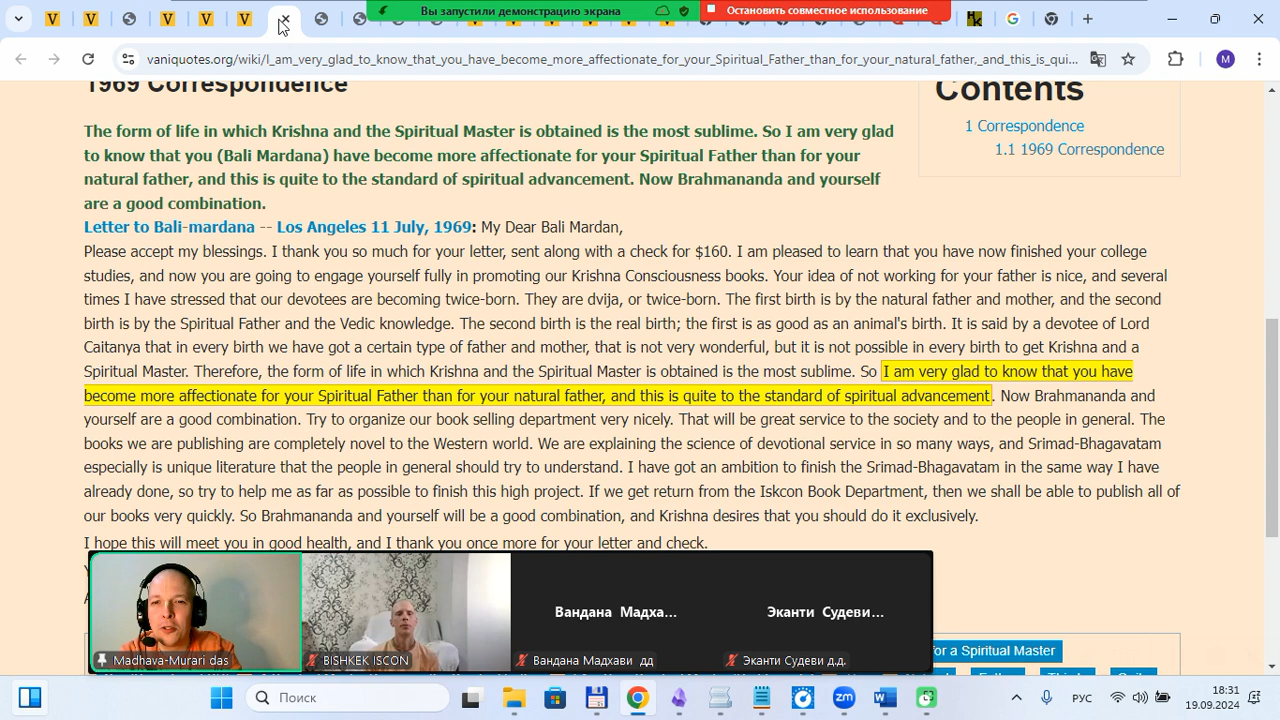 Вы запустили демонстрацию экрана
Остановить совместное использование
vaniquotes.org/wiki/I_am_very_glad_to_know_that_you_have_become_more_affectionate_for_your_Spiritual_Father_than_for_your_natural_father,_and_this_is_qui...
M
1969 Correspondence
Contents
1 Correspondence
1.1 1969 Correspondence
The form of life in which Krishna and the Spiritual Master is obtained is the most sublime. So I am very glad
to know that you (Bali Mardana) have become more affectionate for your Spiritual Father than for your
natural father, and this is quite to the standard of spiritual advancement. Now Brahmananda and yourself
are a good combination.
Letter to Bali-mardana -- Los Angeles 11 July, 1969: My Dear Bali Mardan,
Please accept my blessings. I thank you so much for your letter, sent along with a check for $160. I am pleased to learn that you have now finished your college
studies, and now you are going to engage yourself fully in promoting our Krishna Consciousness books. Your idea of not working for your father is nice, and several
times I have stressed that our devotees are becoming twice-born. They are dvija, or twice-born. The first birth is by the natural father and mother, and the second
birth is by the Spiritual Father and the Vedic knowledge. The second birth is the real birth; the first is as good as an animal's birth. It is said by a devotee of Lord
Caitanya that in every birth we have got a certain type of father and mother, that is not very wonderful, but it is not possible in every birth to get Krishna and a
Spiritual Master. Therefore, the form of life in which Krishna and the Spiritual Master is obtained is the most sublime. So I am very glad to know that you have
become more affectionate for your Spiritual Father than for your natural father, and this is quite to the standard of spiritual advancement. Now Brahmananda and
yourself are a good combination. Try to organize our book selling department very nicely. That will be great service to the society and to the people in general. The
books we are publishing are completely novel to the Western world. We are explaining the science of devotional service in so many ways, and Srimad-Bhagavatam
especially is unique literature that the people in general should try to understand. I have got an ambition to finish the Srimad-Bhagavatam in the same way I have
already done, so try to help me as far as possible to finish this high project. If we get return from the Iskcon Book Department, then we shall be able to publish all of
our books very quickly. So Brahmananda and yourself will be a good combination, and Krishna desires that you should do it exclusively.
I hope this will meet you in good health, and I thank you once more for your letter and check.
Вандана Мадха...
Эканти Судеви...
Madhava-Murari das
BISHKEK ISCON
Вандана Мадхави дд
Эканти Судеви д.д.
for a Spiritual Master
Поиск
zm
РУС
18:31
19.09.2024